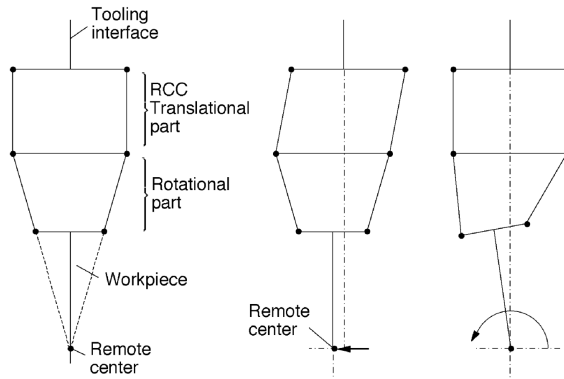 Tooling
interface
RCC
Translational
part
Rotational
part
Workpiece
Remote
center
Remote
center